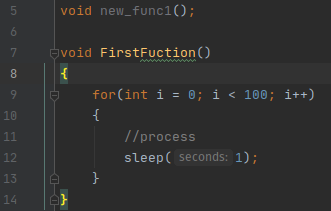 5 void new_func1();
6
7 void FirstFuction()
8 {
9 for(int i = 0; i < 100; i++)
10 {
11 //process
12 sleep( seconds: 1);
13 }
14 }